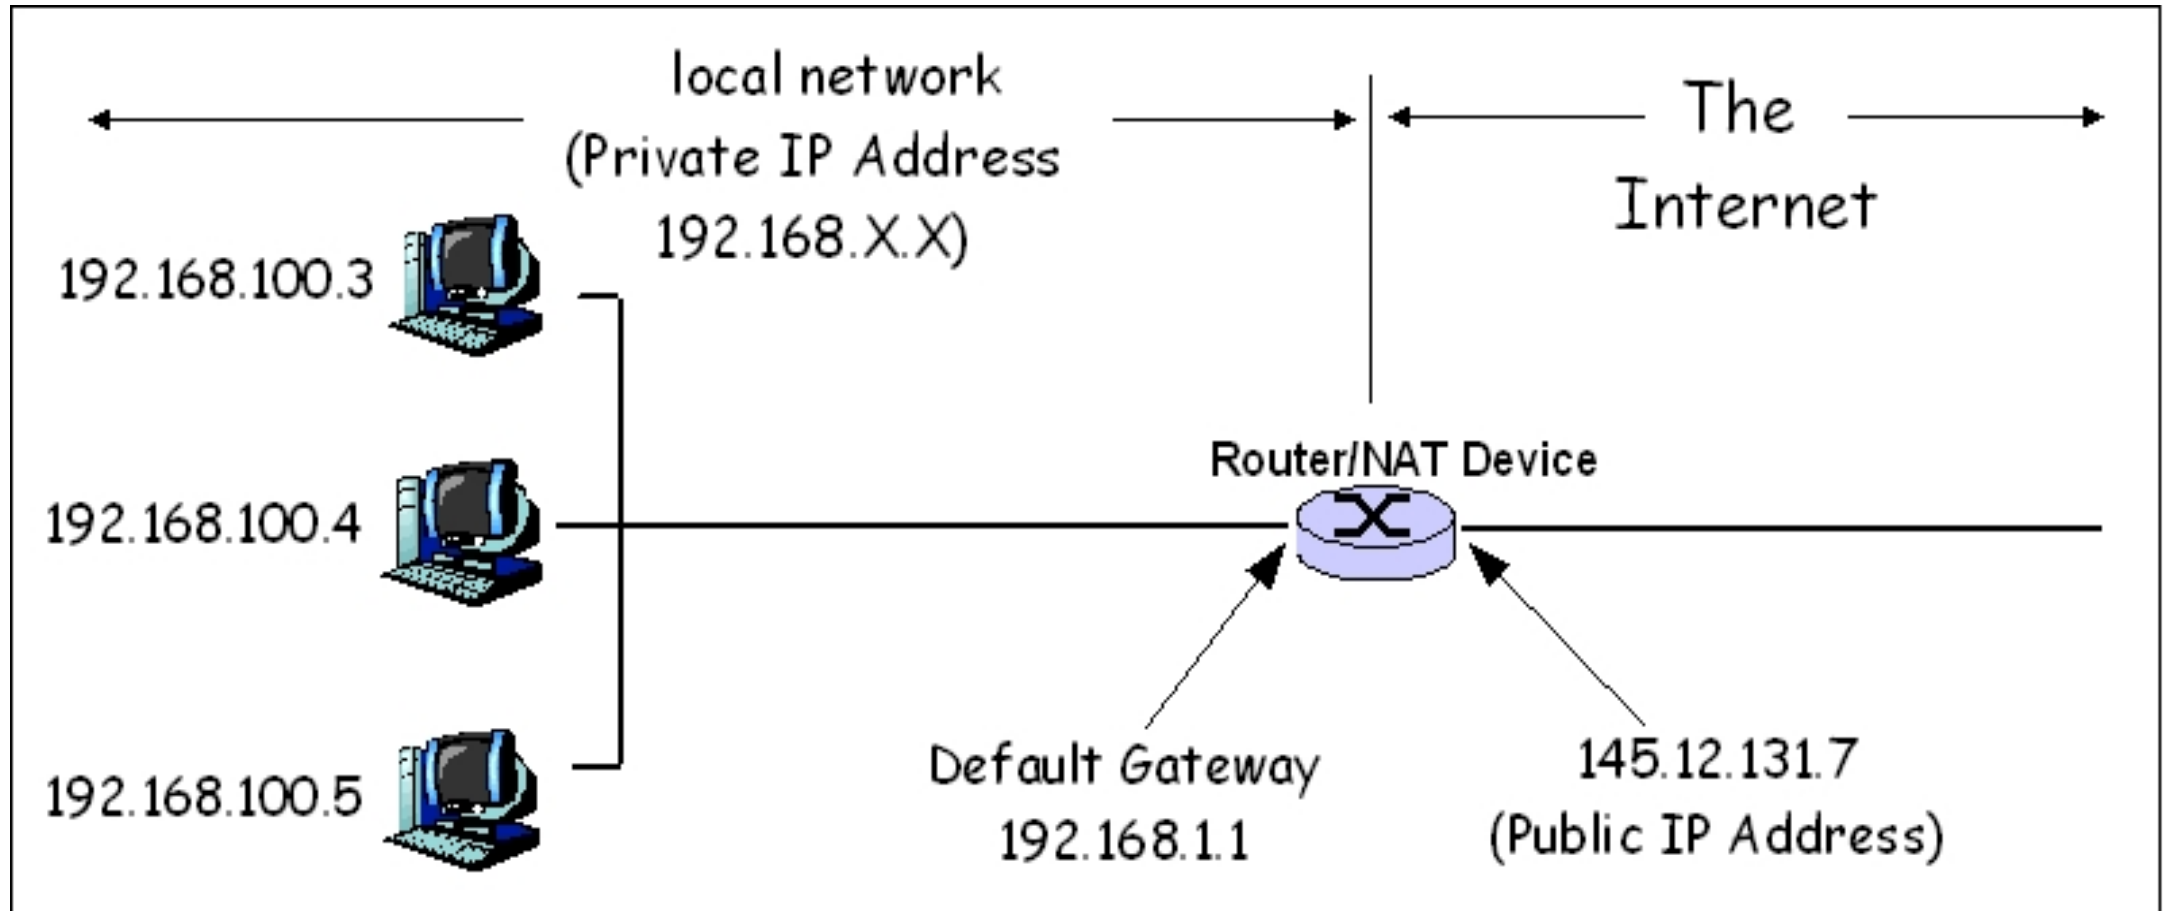 local network
(Private IP Address
192.168.X.X)
The
Internet
192.168.100.3
192.168.100.4
192.168.100.5
Router/NAT Device
Default Gateway
192.168.1.1
145.12.131.7
(Public IP Address)